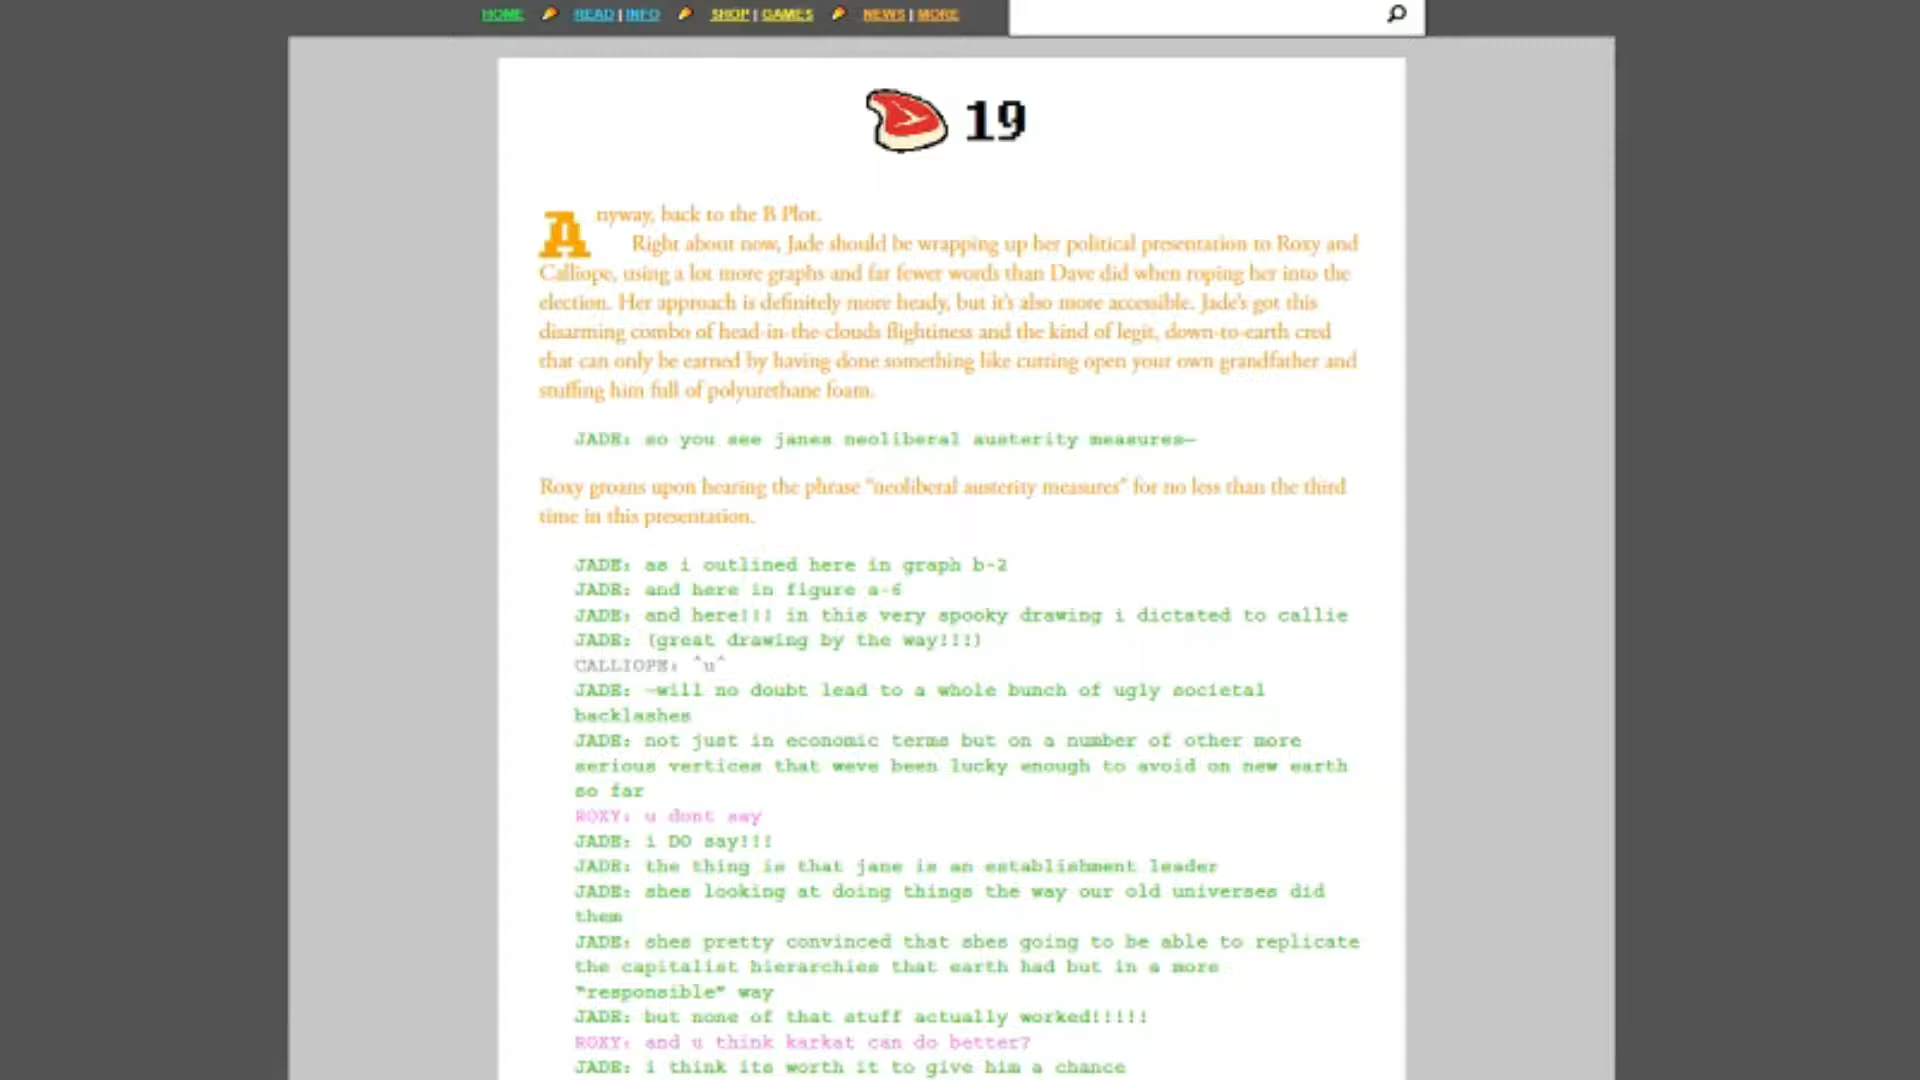 HOME READ | INFO SHOP | GAMES NEWS | MORE
19
Anyway, back to the B Plot.
Right about now, Jade should be wrapping up her political presentation to Roxy and
Calliope, using a lot more graphs and far fewer words than Dave did when roping her into the
election. Her approach is definitely more heady, but it's also more accessible. Jade's got this
disarming combo of head-in-the-clouds flightiness and the kind of legit, down-to-earth cred
that can only be earned by having done something like cutting open your own grandfather and
stuffing him full of polyurethane foam.
JADE: so you see janes neoliberal austerity measures—
Roxy groans upon hearing the phrase "neoliberal austerity measures" for no less than the third
time in this presentation.
JADE: as i outlined here in graph b-2
JADE: and here in figure a-6
JADE: and here!!! in this very spooky drawing i dictated to callie
JADE: (great drawing by the way!!!)
CALLIOPE: ^u^
JADE: —will no doubt lead to a whole bunch of ugly societal
backlashes
JADE: not just in economic terms but on a number of other more
serious vertices that weve been lucky enough to avoid on new earth
so far
ROXY: u dont say
JADE: i DO say!!!
JADE: the thing is that jane is an establishment leader
JADE: shes looking at doing things the way our old universes did
them
JADE: shes pretty convinced that shes going to be able to replicate
the capitalist hierarchies that earth had but in a more
"responsible" way
JADE: but none of that stuff actually worked!!!!!
ROXY: and u think karkat can do better?
JADE: i think its worth it to give him a chance